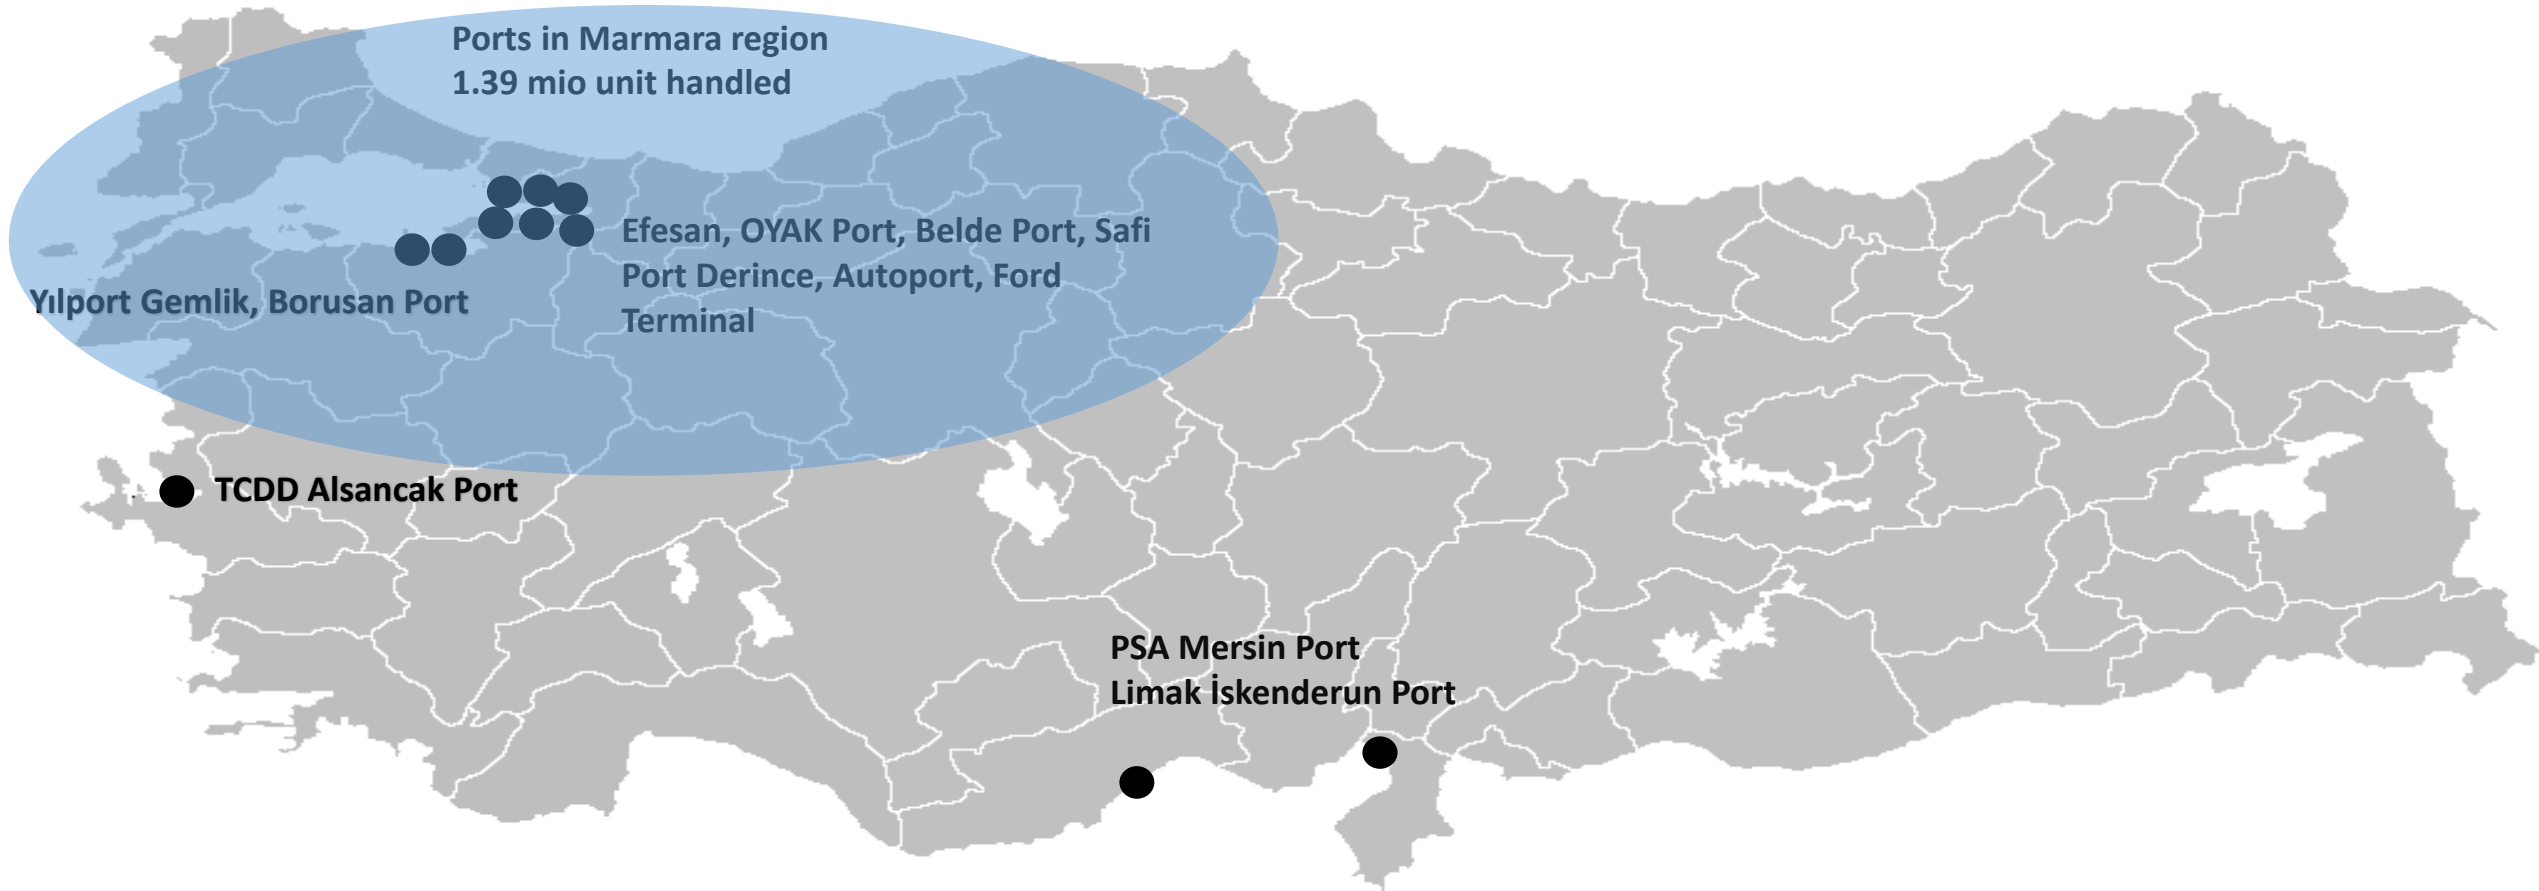 Ports in Marmara region
1.39 mio unit handled
Efesan, OYAK Port, Belde Port, Safi
Port Derince, Autoport, Ford
Terminal
Yılport Gemlik, Borusan Port
TCDD Alsancak Port
PSA Mersin Port
Limak İskenderun Port